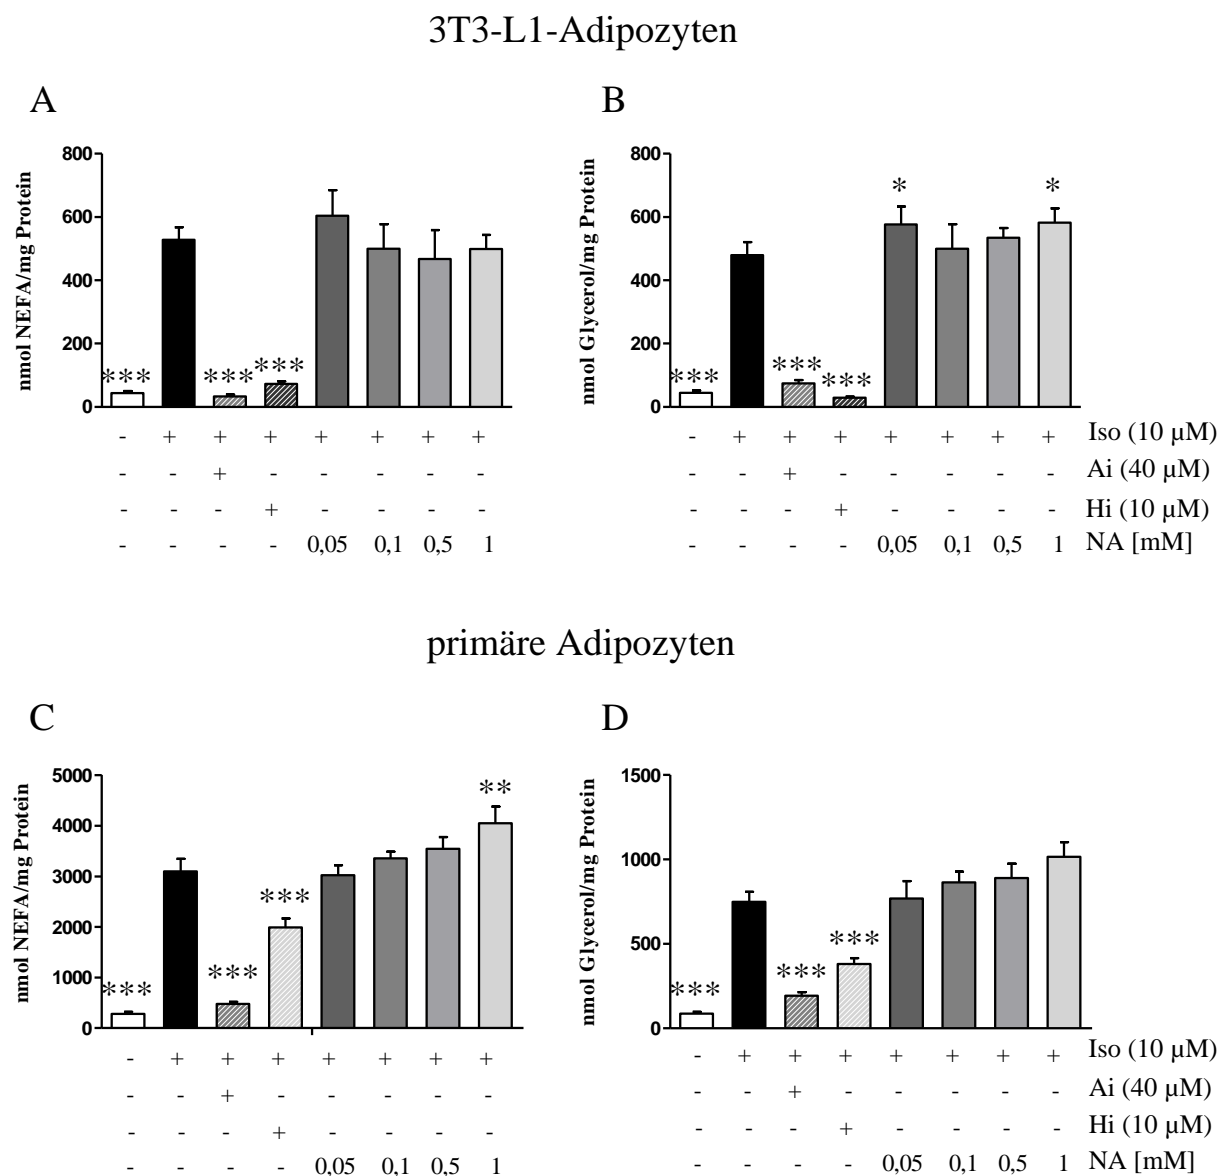 3T3-L1-Adipozyten
A
B
nmol NEFA/mg Protein
800
600
400
200
0
*** *** ***
- + + + + + + +
- - + - - - - -
- - - + - - - -
- - - - 0,05 0,1 0,5 1
nmol Glycerol/mg Protein
800
600
400
200
0
*** *** *** * *
- + + + + + + + Iso (10 µM)
- - + - - - - - Ai (40 µM)
- - - + - - - - Hi (10 µM)
- - - - 0,05 0,1 0,5 1 NA [mM]
primäre Adipozyten
C
D
nmol NEFA/mg Protein
5000
4000
3000
2000
1000
0
*** *** *** **
- + + + + + + +
- - + - - - - -
- - - + - - - -
- - - - 0,05 0,1 0,5 1
nmol Glycerol/mg Protein
1500
1000
500
0
*** *** ***
- + + + + + + + Iso (10 µM)
- - + - - - - - Ai (40 µM)
- - - + - - - - Hi (10 µM)
- - - - 0,05 0,1 0,5 1 NA [mM]